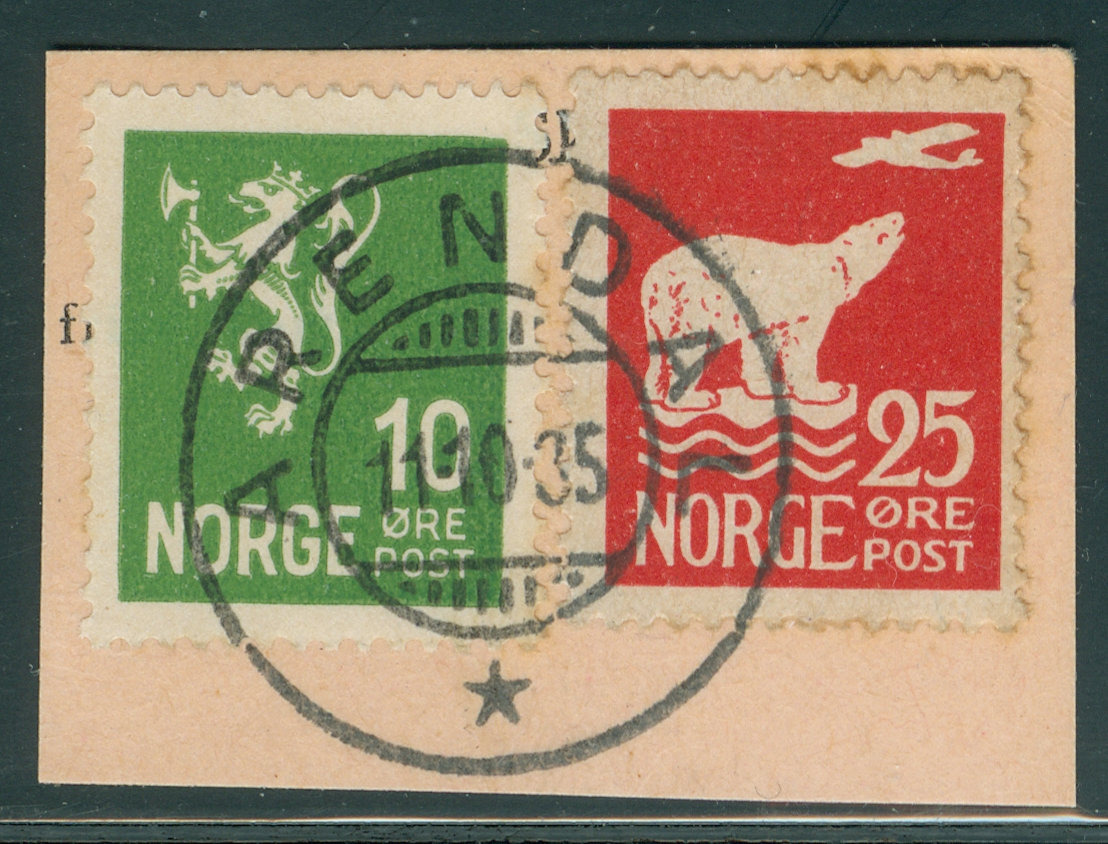 10
NORGE ØRE
POST
25
NORGE ØRE
POST
ARENDAL
11.10.35